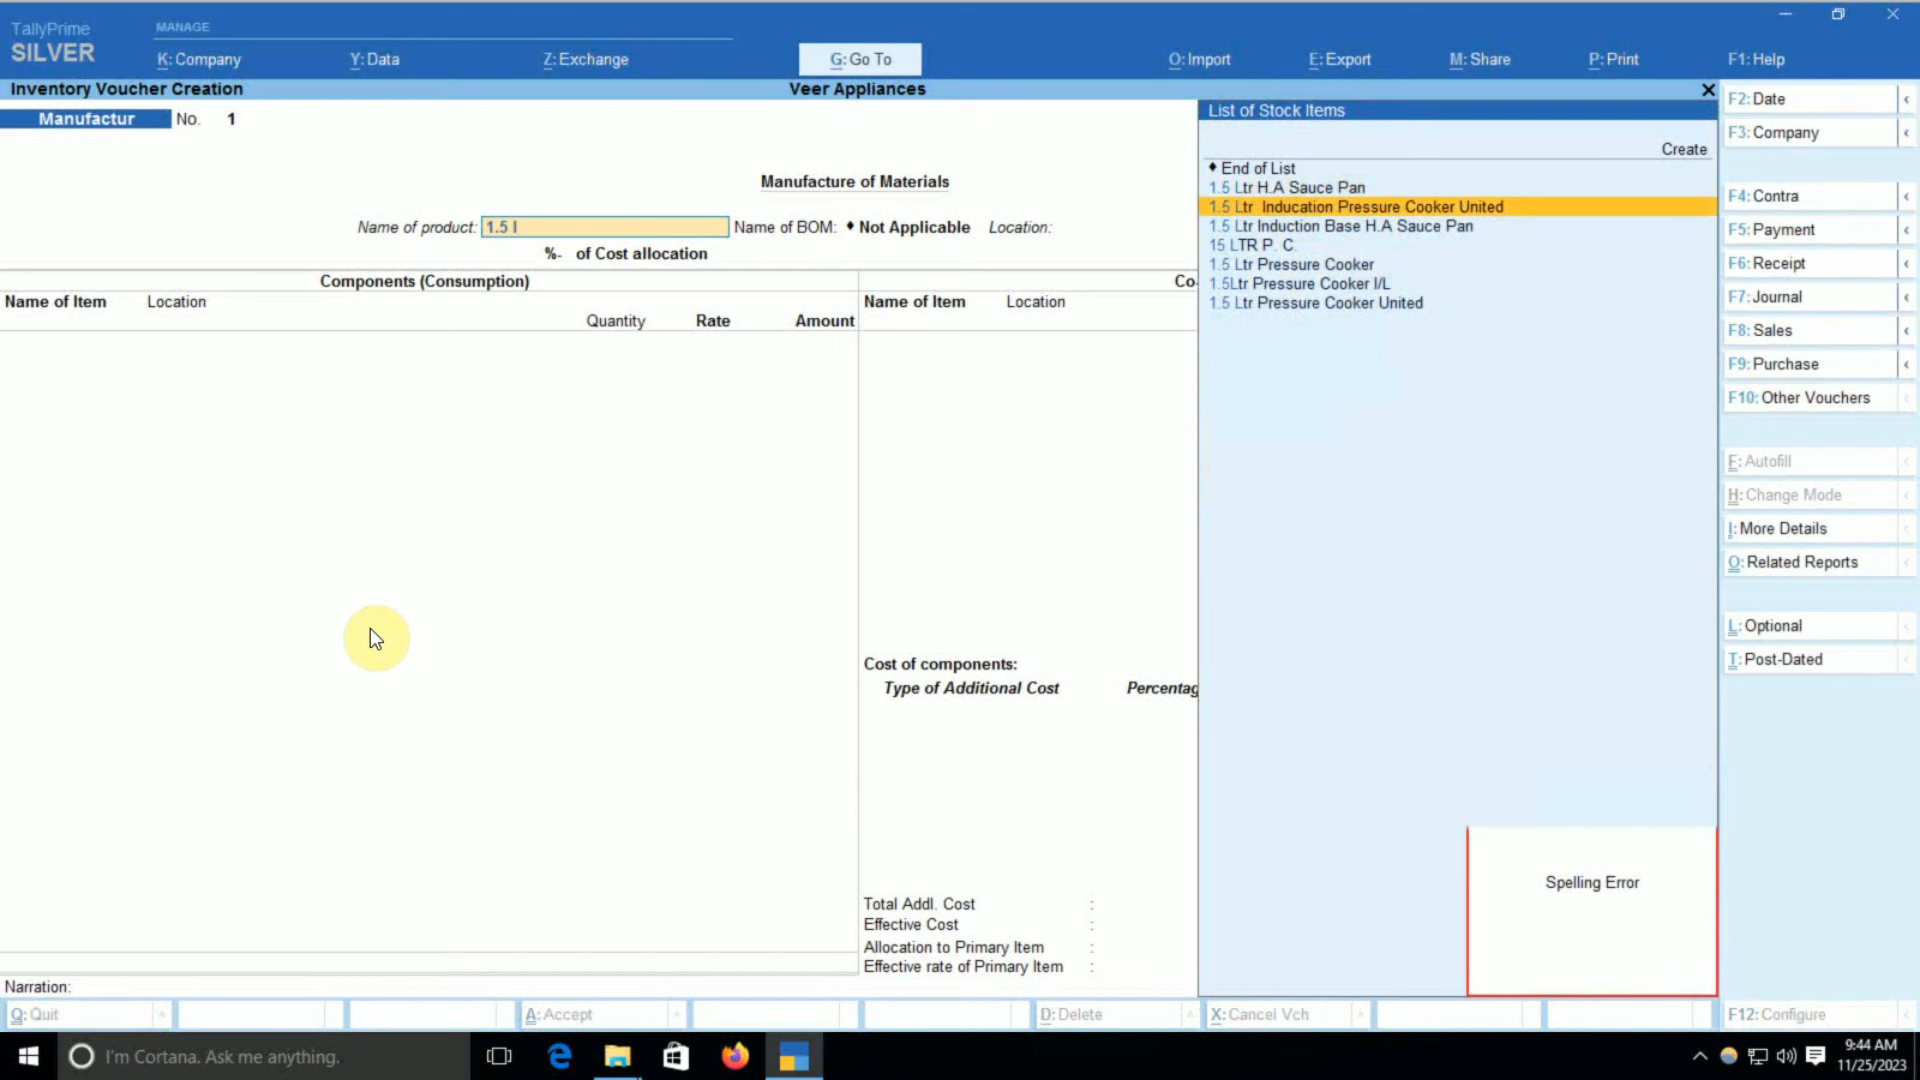 TallyPrime
SILVER
MANAGE
K: Company
Y: Data
Z: Exchange
G: Go To
O: Import
E: Export
M: Share
P: Print
F1: Help
Inventory Voucher Creation
Veer Appliances
Manufactur
No. 1
Manufacture of Materials
Name of product: 1.5 l
Name of BOM: ♦ Not Applicable
Location:
%- of Cost allocation
Components (Consumption)
Co-
Name of Item Location
Quantity Rate Amount
Name of Item Location
Cost of components:
Type of Additional Cost Percentag
Total Addl. Cost :
Effective Cost :
Allocation to Primary Item :
Effective rate of Primary Item :
Narration:
List of Stock Items
Create
♦ End of List
1.5 Ltr H.A Sauce Pan
1.5 Ltr  Inducation Pressure Cooker United
1.5 Ltr Induction Base H.A Sauce Pan
15 LTR P. C.
1.5 Ltr Pressure Cooker
1.5Ltr Pressure Cooker I/L
1.5 Ltr Pressure Cooker United
Spelling Error
F2: Date
F3: Company
F4: Contra
F5: Payment
F6: Receipt
F7: Journal
F8: Sales
F9: Purchase
F10: Other Vouchers
F: Autofill
H: Change Mode
I: More Details
O: Related Reports
L: Optional
T: Post-Dated
Q: Quit
A: Accept
D: Delete
X: Cancel Vch
F12: Configure
I'm Cortana. Ask me anything.
9:44 AM
11/25/2023